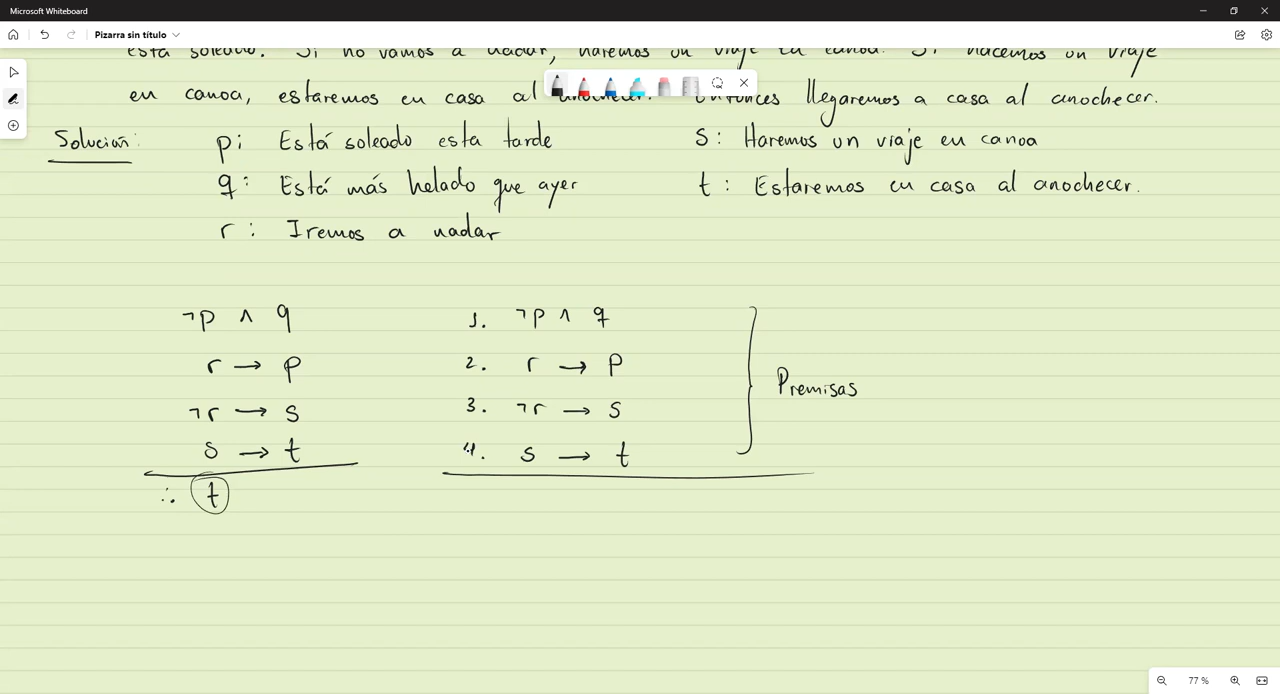 Microsoft Whiteboard
Pizarra sin título
está soleado. Si no vamos a nadar, haremos un viaje en canoa. Si hacemos un viaje
en canoa, estaremos en casa al anochecer. Entonces llegaremos a casa al anochecer.
Solución:
p: Está soleado esta tarde
s: Haremos un viaje en canoa
q: Está más helado que ayer
t: Estaremos en casa al anochecer.
r: Iremos a nadar
¬p ∧ q
1. ¬p ∧ q
r → p
2. r → p
Premisas
¬r → s
3. ¬r → s
s → t
4. s → t
∴ t
77 %